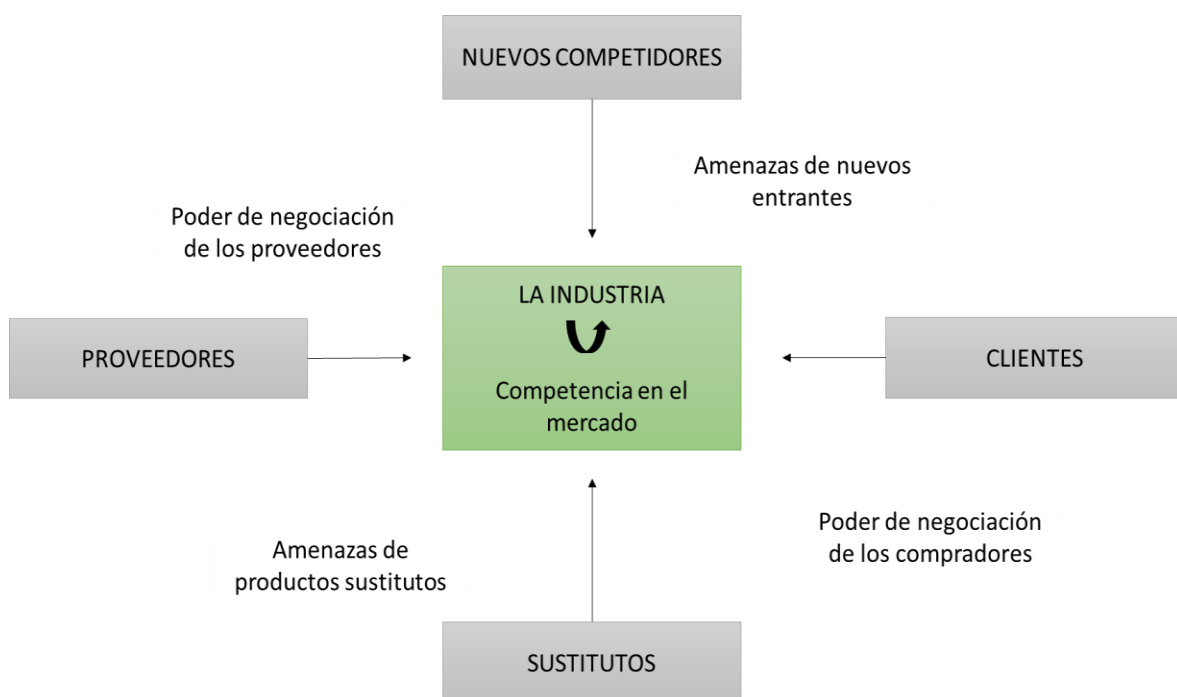 NUEVOS COMPETIDORES
Amenazas de nuevos
entrantes
Poder de negociación
de los proveedores
LA INDUSTRIA
Competencia en el
mercado
PROVEEDORES
CLIENTES
Poder de negociación
de los compradores
Amenazas de
productos sustitutos
SUSTITUTOS